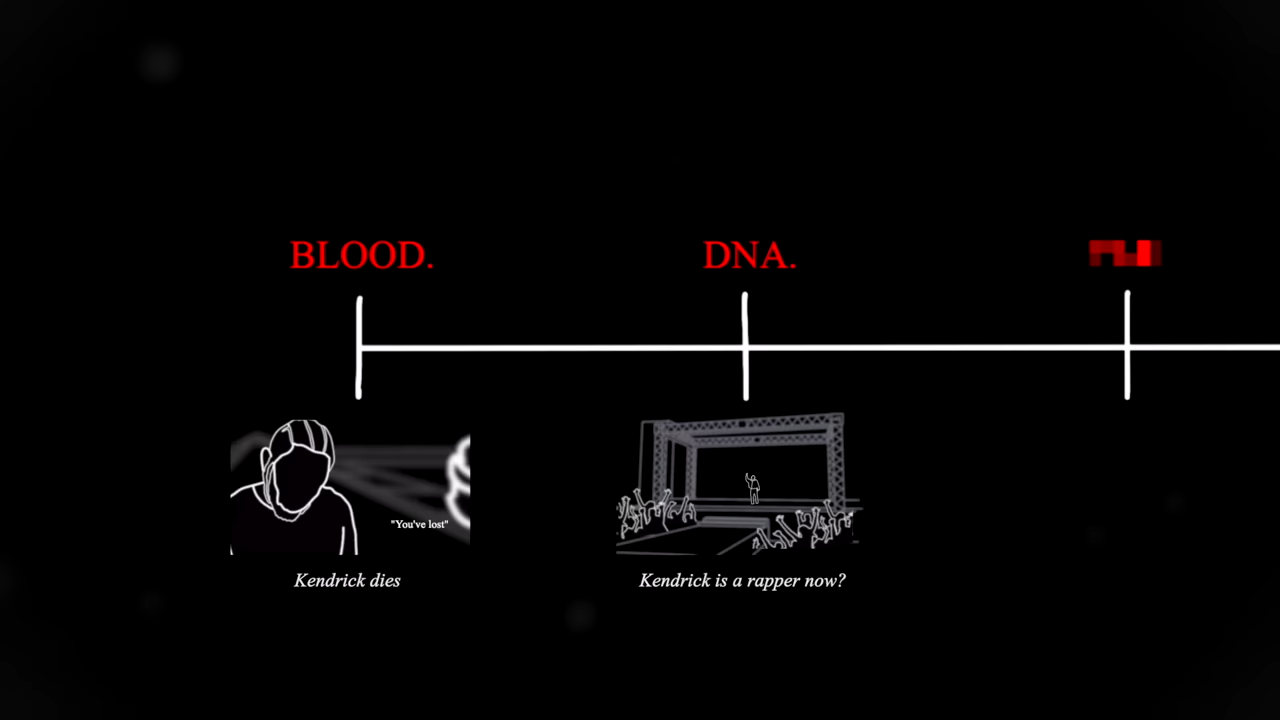 BLOOD.
DNA.
"You've lost"
Kendrick dies
Kendrick is a rapper now?